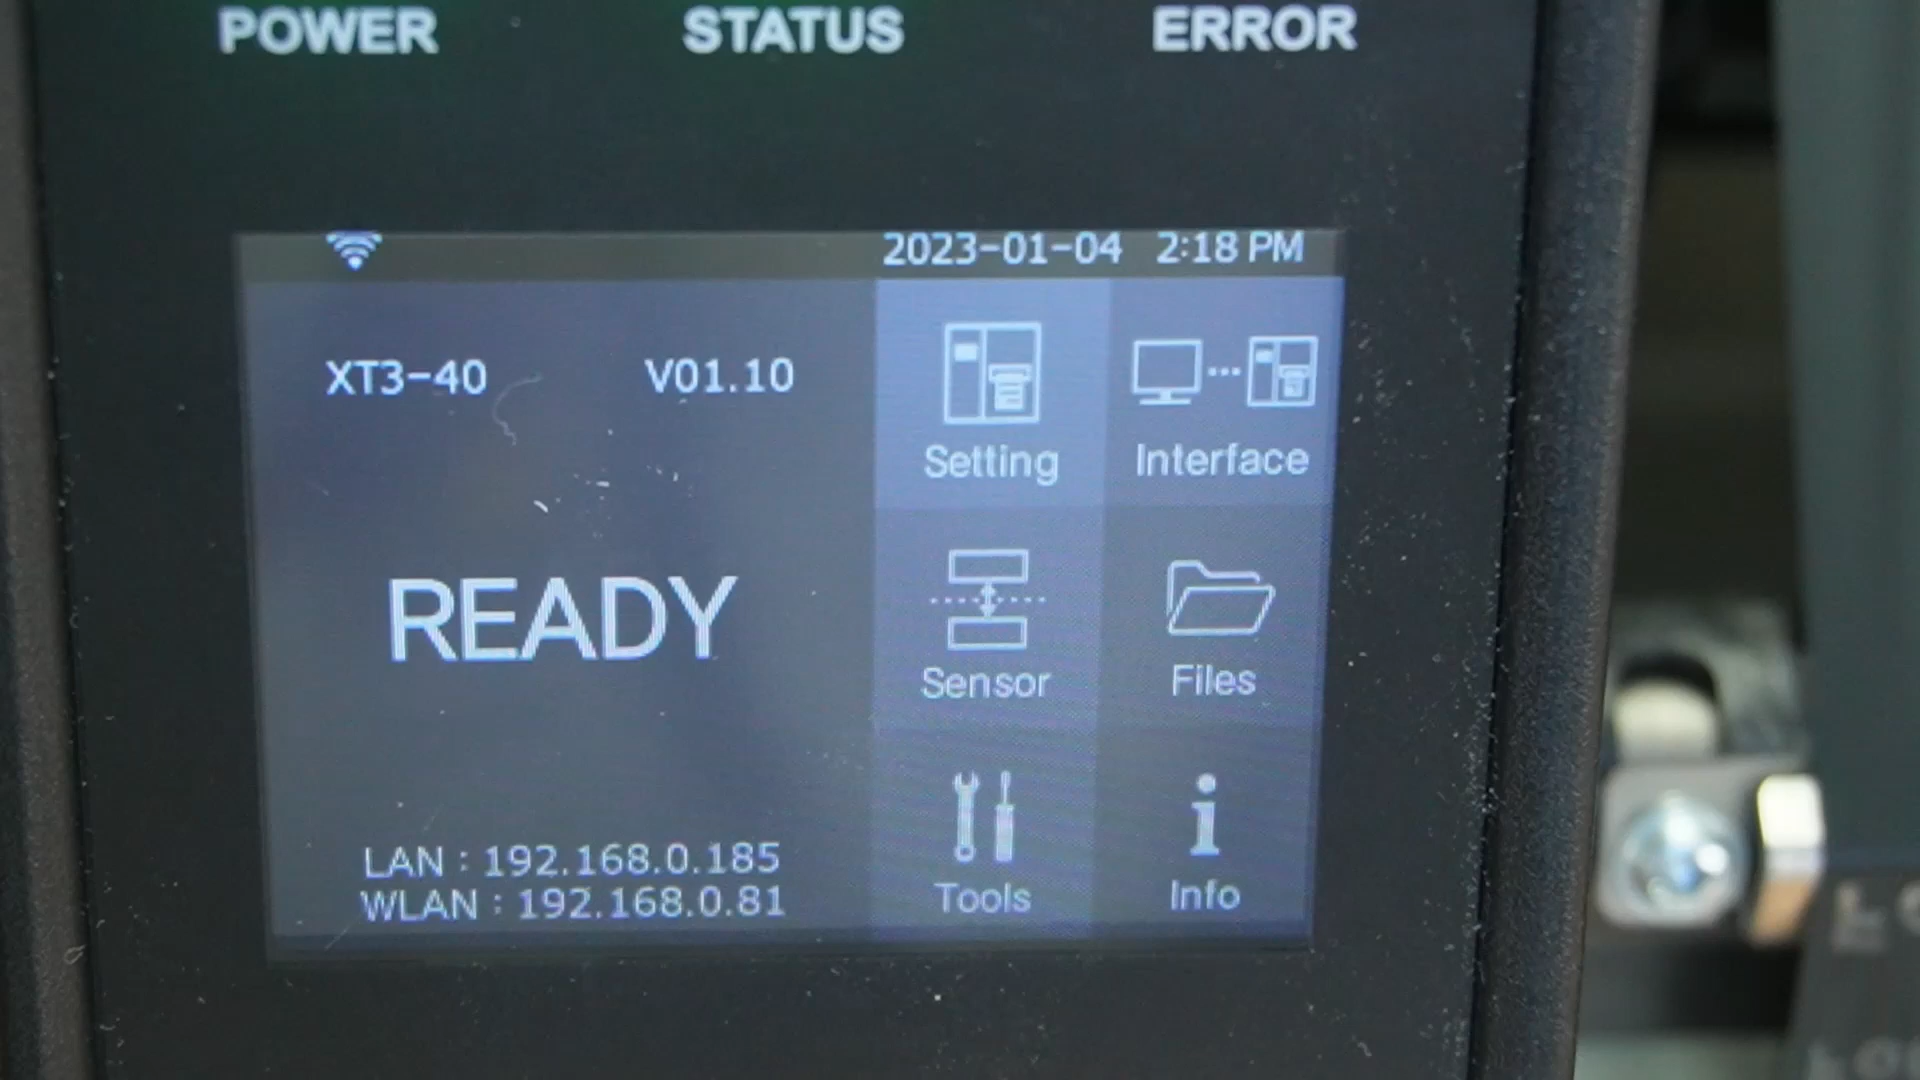 POWER STATUS ERROR
2023-01-04 2:18 PM
XT3-40 V01.10
Setting Interface
READY
Sensor Files
LAN : 192.168.0.185
WLAN : 192.168.0.81
Tools Info